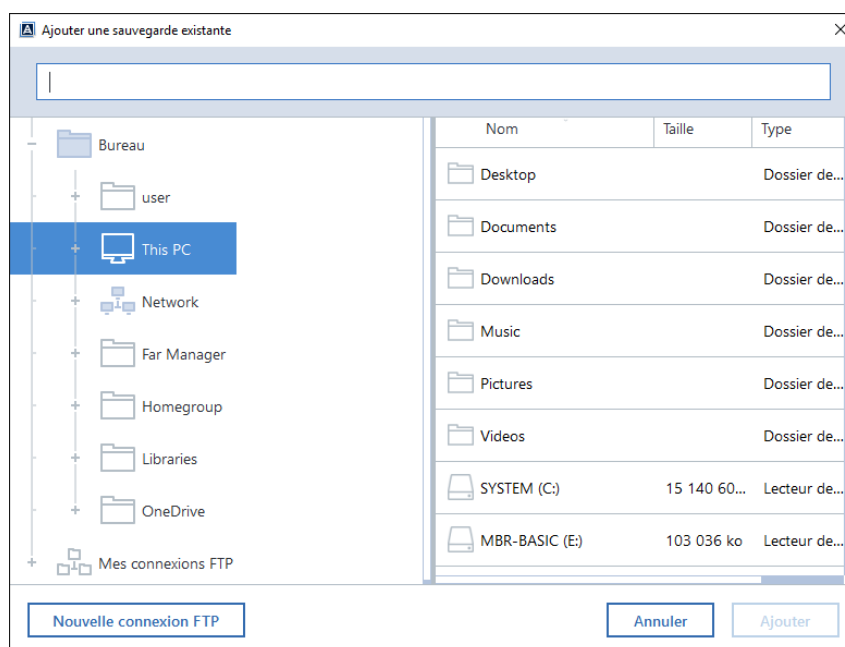 Ajouter une sauvegarde existante
Bureau
user
This PC
Network
Far Manager
Homegroup
Libraries
OneDrive
Mes connexions FTP
Nom Taille Type
Desktop Dossier de...
Documents Dossier de...
Downloads Dossier de...
Music Dossier de...
Pictures Dossier de...
Videos Dossier de...
SYSTEM (C:) 15 140 60... Lecteur de...
MBR-BASIC (E:) 103 036 ko Lecteur de...
Nouvelle connexion FTP Annuler Ajouter